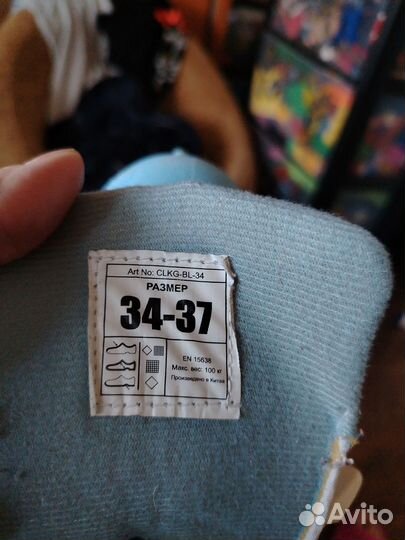 Art No: CLKG-BL-34
РАЗМЕР
34-37
EN 15638
Макс. вес: 100 кг
Произведено в Китае
Avito